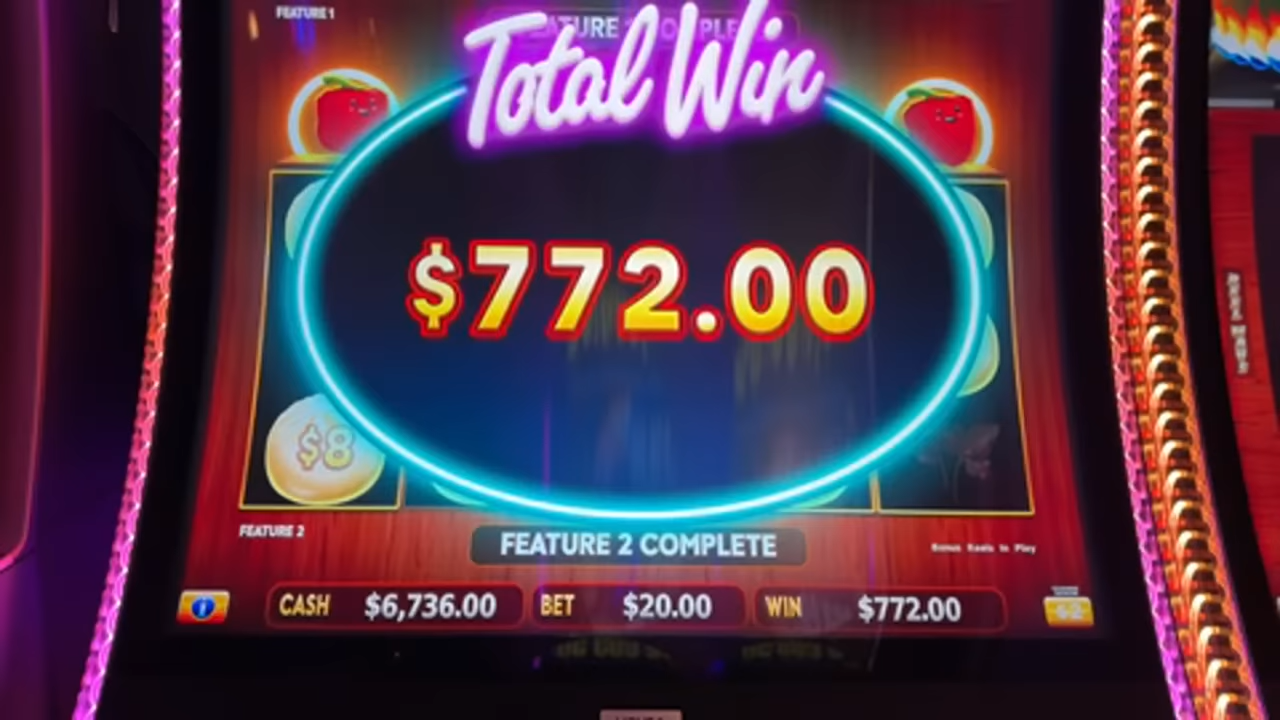 FEATURE 1
Total Win
$772.00
$8
FEATURE 2
FEATURE 2 COMPLETE
Bonus Reels In Play
CASH $6,736.00 BET $20.00 WIN $772.00
$2